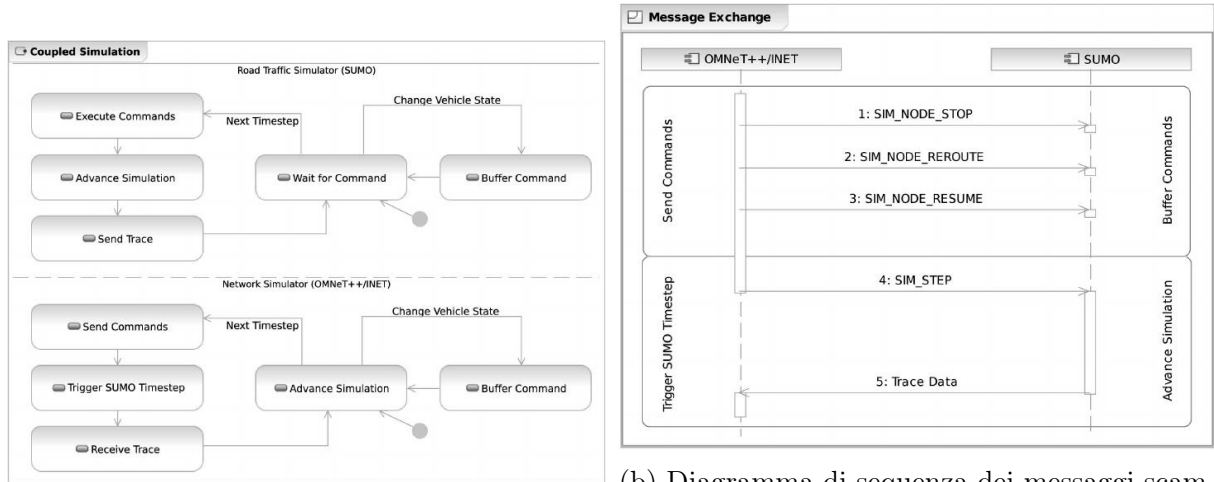 Coupled Simulation
Road Traffic Simulator (SUMO)
Execute Commands
Next Timestep
Change Vehicle State
Advance Simulation
Wait for Command
Buffer Command
Send Trace
Network Simulator (OMNeT++/INET)
Send Commands
Next Timestep
Change Vehicle State
Trigger SUMO Timestep
Advance Simulation
Buffer Command
Receive Trace
Message Exchange
OMNeT++/INET
SUMO
Send Commands
1: SIM_NODE_STOP
2: SIM_NODE_REROUTE
3: SIM_NODE_RESUME
Buffer Commands
Trigger SUMO Timestep
4: SIM_STEP
5: Trace Data
Advance Simulation
(b) Diagramma di sequenza dei messaggi scam-